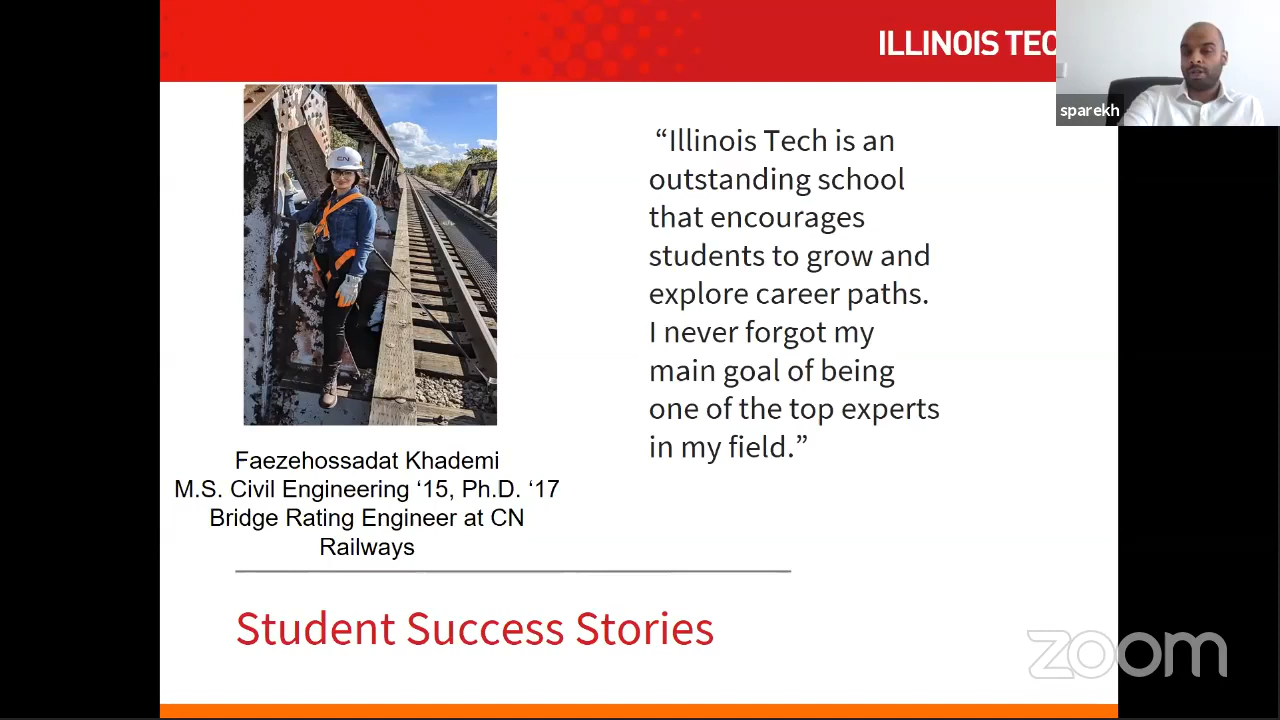 ILLINOIS TEC
sparekh
CN
“Illinois Tech is an
outstanding school
that encourages
students to grow and
explore career paths.
I never forgot my
main goal of being
one of the top experts
in my field.”
Faezehossadat Khademi
M.S. Civil Engineering ‘15, Ph.D. ‘17
Bridge Rating Engineer at CN
Railways
Student Success Stories
zoom